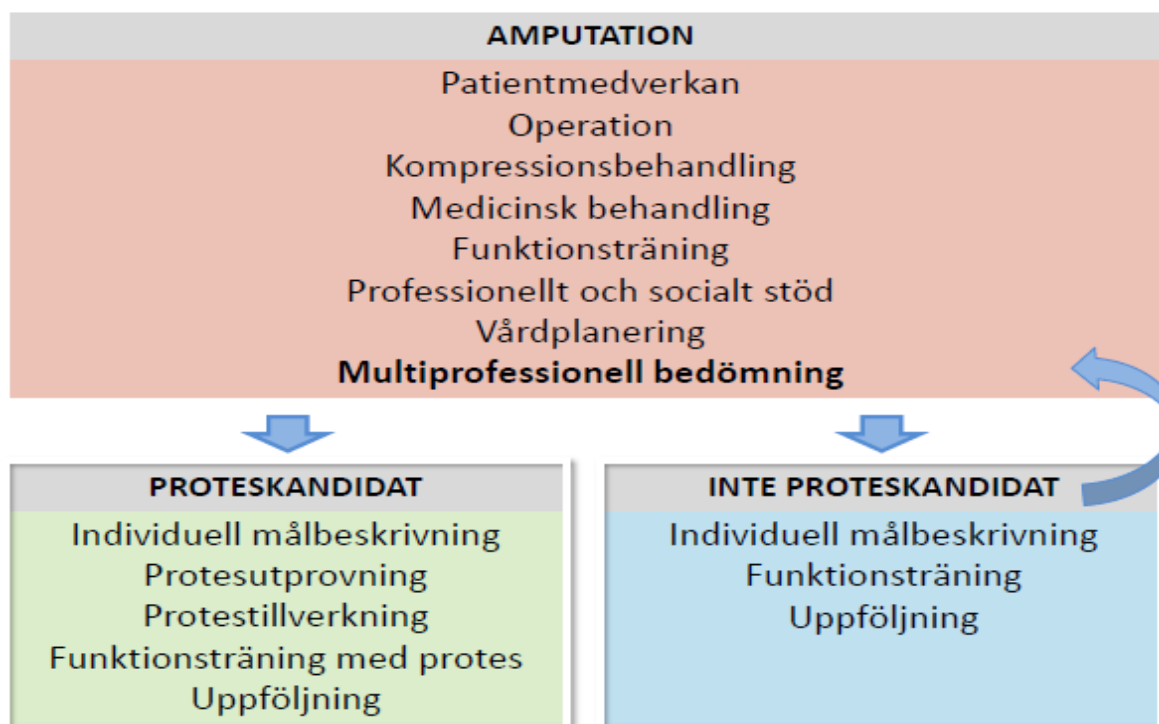 AMPUTATION
Patientmedverkan
Operation
Kompressionsbehandling
Medicinsk behandling
Funktionsträning
Professionellt och socialt stöd
Vårdplanering
Multiprofessionell bedömning
PROTESKANDIDAT
Individuell målbeskrivning
Protesutprovning
Protestillverkning
Funktionsträning med protes
Uppföljning
INTE PROTESKANDIDAT
Individuell målbeskrivning
Funktionsträning
Uppföljning